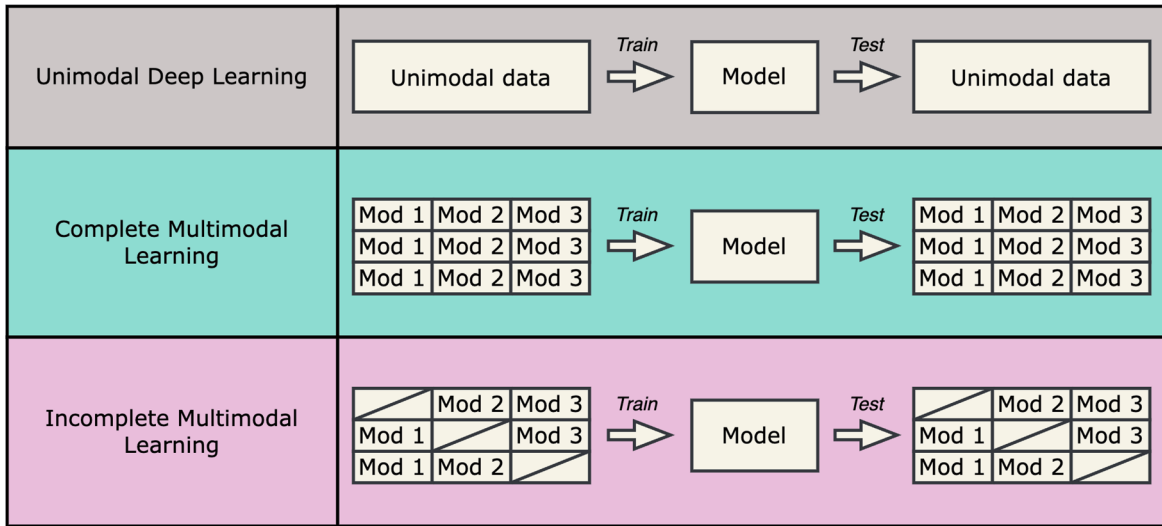 Unimodal Deep Learning
Unimodal data
Train
Model
Test
Unimodal data
Complete Multimodal
Learning
Mod 1 Mod 2 Mod 3
Mod 1 Mod 2 Mod 3
Mod 1 Mod 2 Mod 3
Train
Model
Test
Mod 1 Mod 2 Mod 3
Mod 1 Mod 2 Mod 3
Mod 1 Mod 2 Mod 3
Incomplete Multimodal
Learning
Mod 2 Mod 3
Mod 1 Mod 3
Mod 1 Mod 2
Train
Model
Test
Mod 2 Mod 3
Mod 1 Mod 3
Mod 1 Mod 2